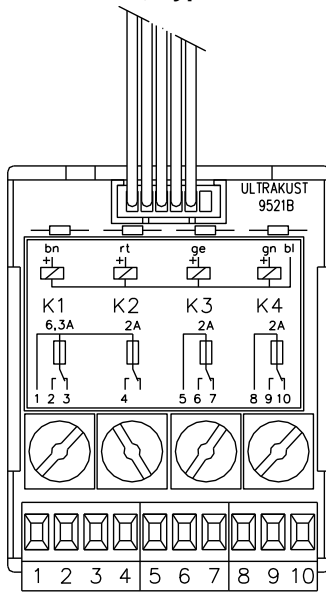 ULTRAKUST
9521B
bn rt ge gn bl
+ + + +
K1 K2 K3 K4
6,3A 2A 2A 2A
1 2 3 4 5 6 7 8 9 10
1 2 3 4 5 6 7 8 9 10